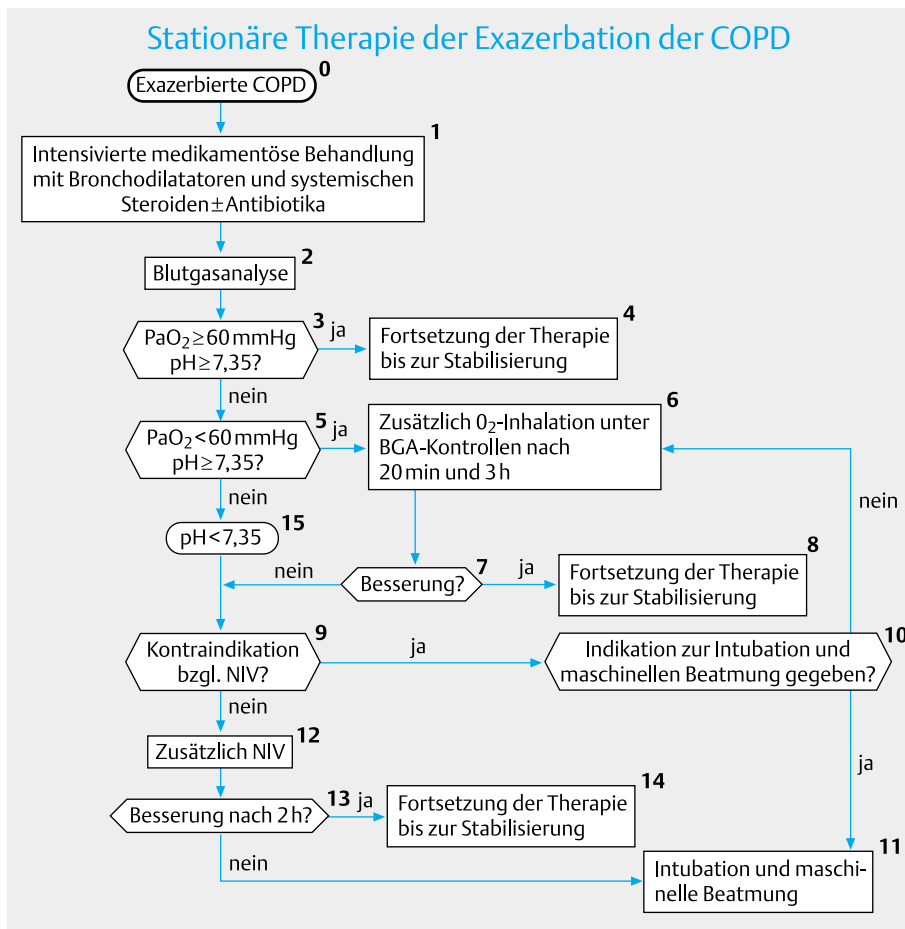 Stationäre Therapie der Exazerbation der COPD
0
Exazerbierte COPD
1
Intensivierte medikamentöse Behandlung
mit Bronchodilatatoren und systemischen
Steroiden ± Antibiotika
2
Blutgasanalyse
3
PaO₂ ≥ 60 mmHg
pH ≥ 7,35?
ja
4
Fortsetzung der Therapie
bis zur Stabilisierung
nein
5
PaO₂ < 60 mmHg
pH ≥ 7,35?
ja
6
Zusätzlich 0₂-Inhalation unter
BGA-Kontrollen nach
20 min und 3 h
nein
nein
15
pH < 7,35
7
Besserung?
nein
ja
8
Fortsetzung der Therapie
bis zur Stabilisierung
9
Kontraindikation
bzgl. NIV?
ja
10
Indikation zur Intubation und
maschinellen Beatmung gegeben?
nein
12
Zusätzlich NIV
ja
13
Besserung nach 2 h?
ja
14
Fortsetzung der Therapie
bis zur Stabilisierung
nein
11
Intubation und maschi-
nelle Beatmung